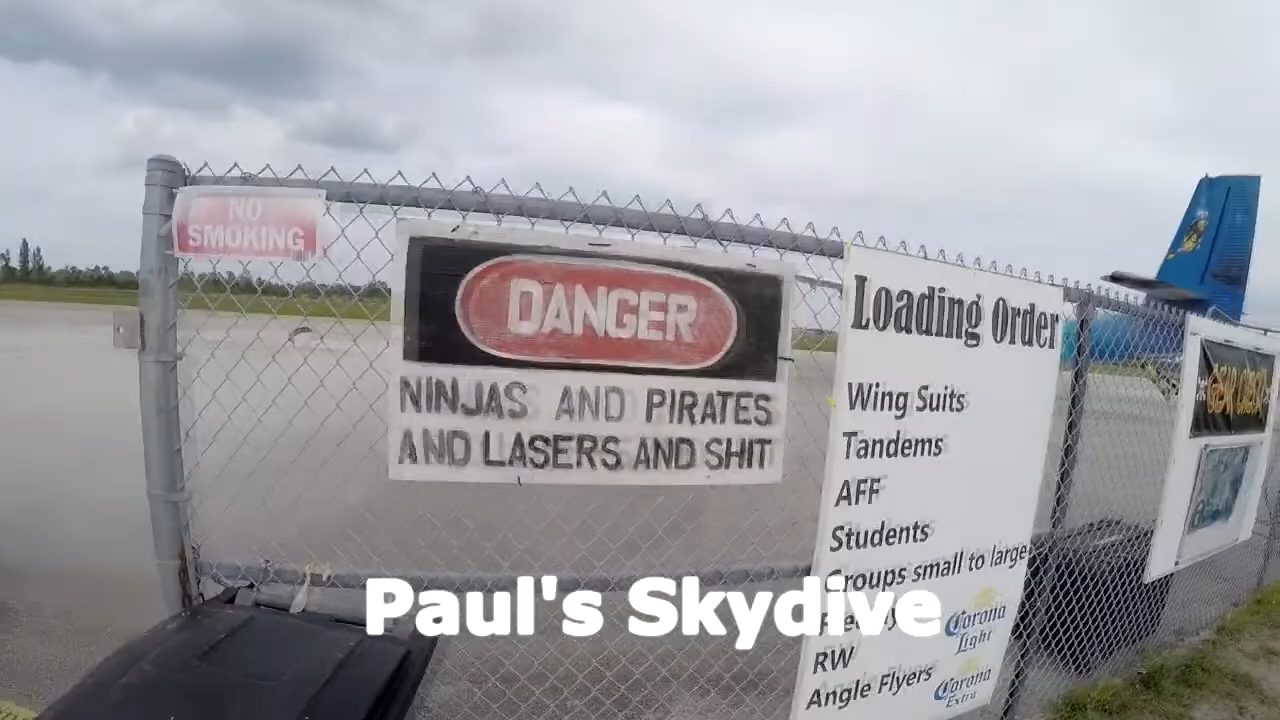 NO
SMOKING
DANGER
NINJAS AND PIRATES
AND LASERS AND SHIT
Loading Order
Wing Suits
Tandems
AFF
Students
Groups small to large
RW
Angle Flyers
Corona
Light
Corona
Extra
Paul's Skydive